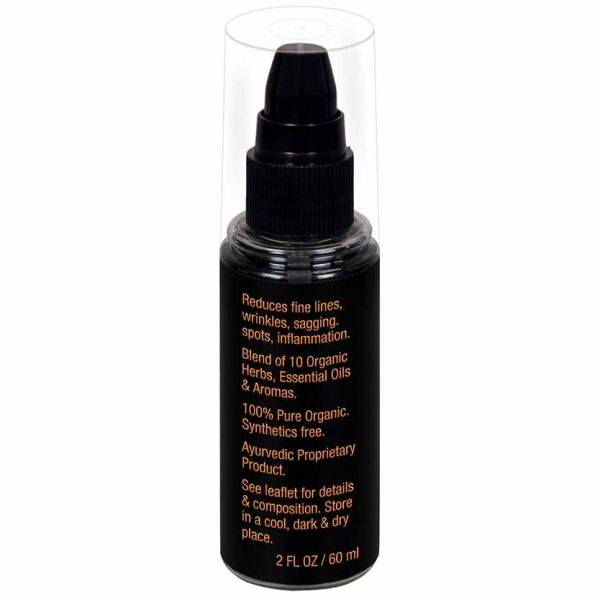 Reduces fine lines,
wrinkles, sagging.
spots, inflammation.
Blend of 10 Organic
Herbs, Essential Oils
& Aromas.
100% Pure Organic.
Synthetics free.
Ayurvedic Proprietary
Product.
See leaflet for details
& composition. Store
in a cool, dark & dry
place.
2 FL OZ / 60 ml